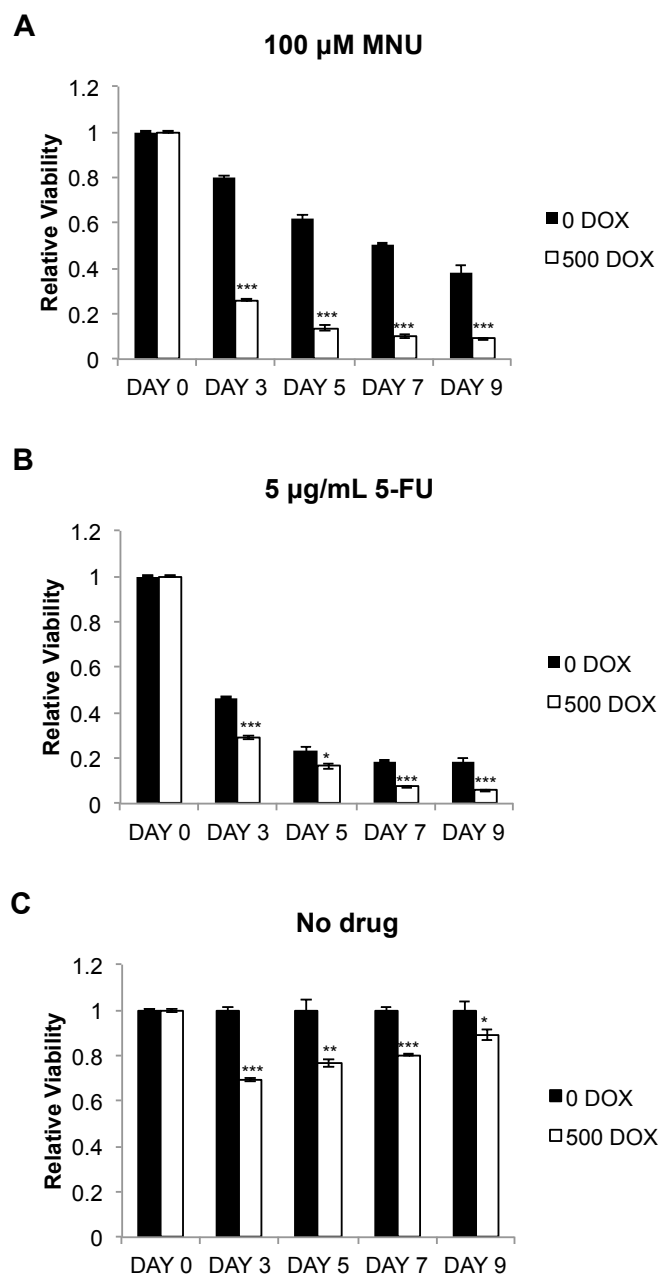 A
100 µM MNU
Relative Viability
1.2
1
0.8
0.6
0.4
0.2
0
*** *** *** ***
DAY 0 DAY 3 DAY 5 DAY 7 DAY 9
0 DOX
500 DOX
B
5 µg/mL 5-FU
Relative Viability
1.2
1
0.8
0.6
0.4
0.2
0
*** * *** ***
DAY 0 DAY 3 DAY 5 DAY 7 DAY 9
0 DOX
500 DOX
C
No drug
Relative Viability
1.2
1
0.8
0.6
0.4
0.2
0
*** ** *** *
DAY 0 DAY 3 DAY 5 DAY 7 DAY 9
0 DOX
500 DOX